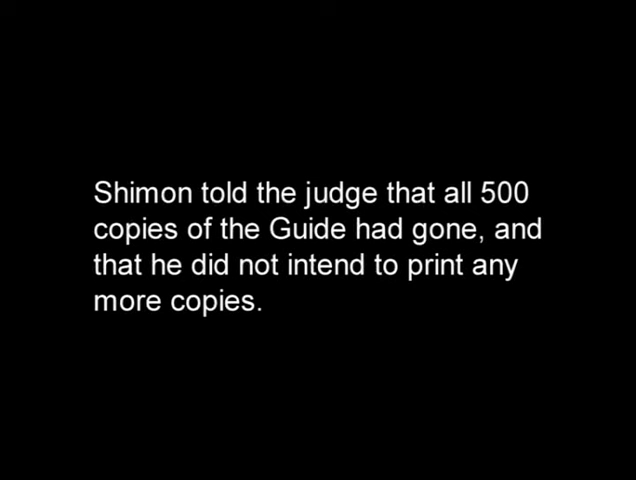 Shimon told the judge that all 500
copies of the Guide had gone, and
that he did not intend to print any
more copies.